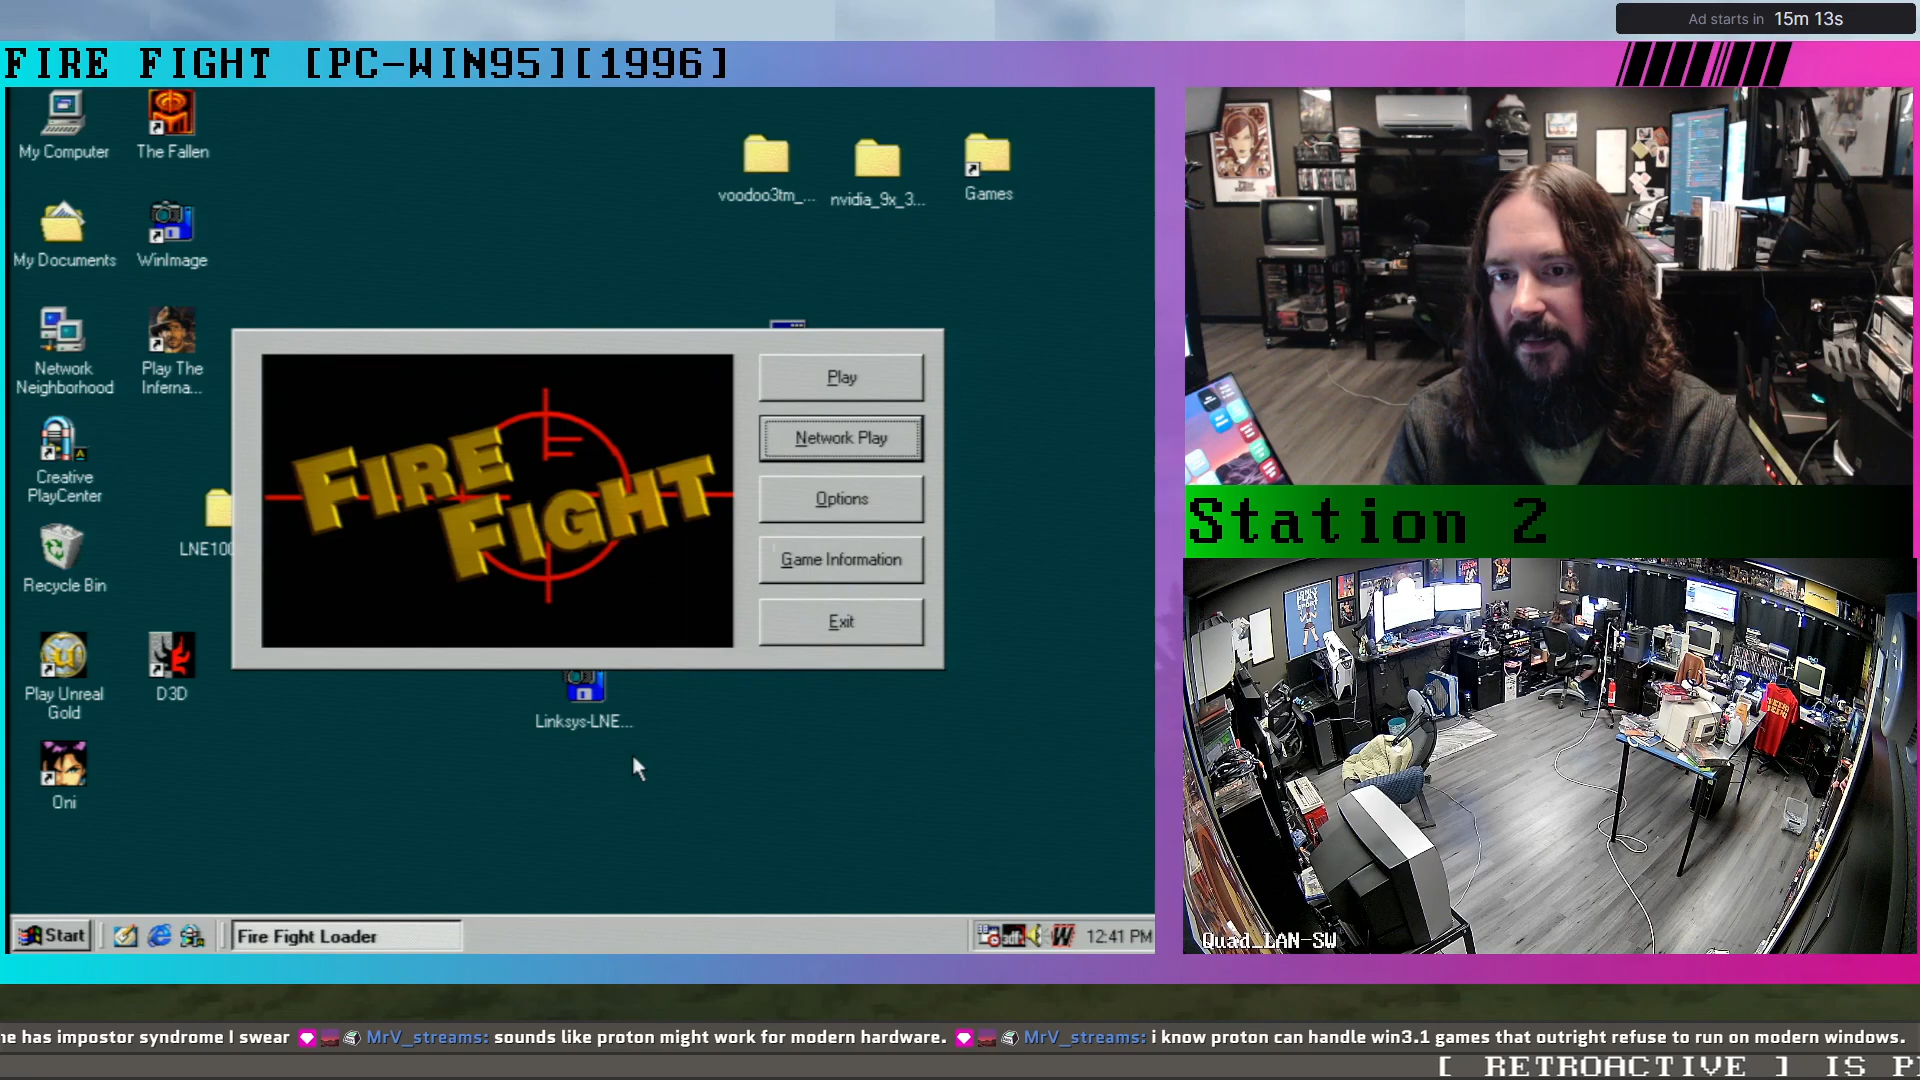 Ad starts in 15m 13s
FIRE FIGHT [PC-WIN95][1996]
My Computer
The Fallen
voodoo3tm_...
nvidia_9x_3...
Games
My Documents
WinImage
Network Neighborhood
Play The Inferna...
Creative PlayCenter
LNE100
Recycle Bin
Play Unreal Gold
D3D
Oni
FIRE FIGHT
Play
Network Play
Options
Game Information
Exit
Linksys-LNE...
Start
Fire Fight Loader
12:41 PM
Station 2
Quad_LAN-SW
ne has impostor syndrome I swear MrV_streams: sounds like proton might work for modern hardware. MrV_streams: i know proton can handle win3.1 games that outright refuse to run on modern windows.
[ RETROACTIVE ] IS P